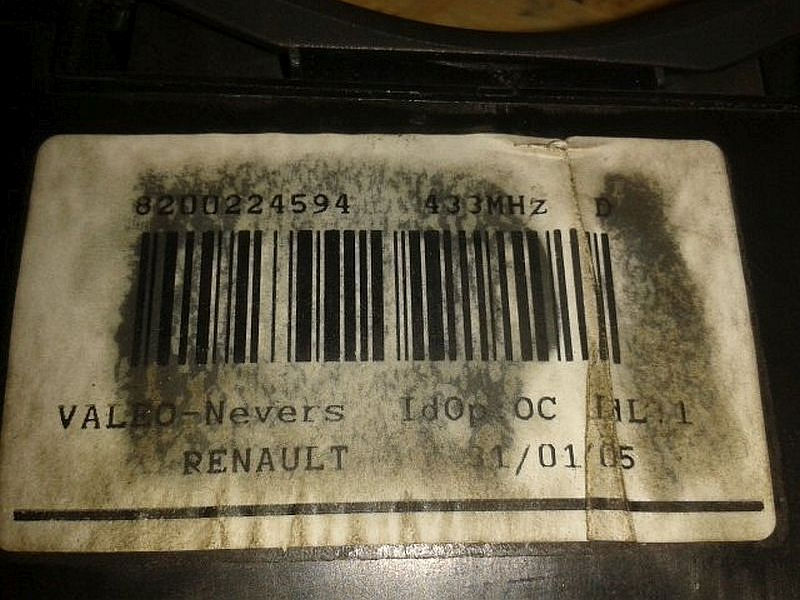 8200224594 433MHz D
VALEO-Nevers IdOp OC
RENAULT 31/01/05